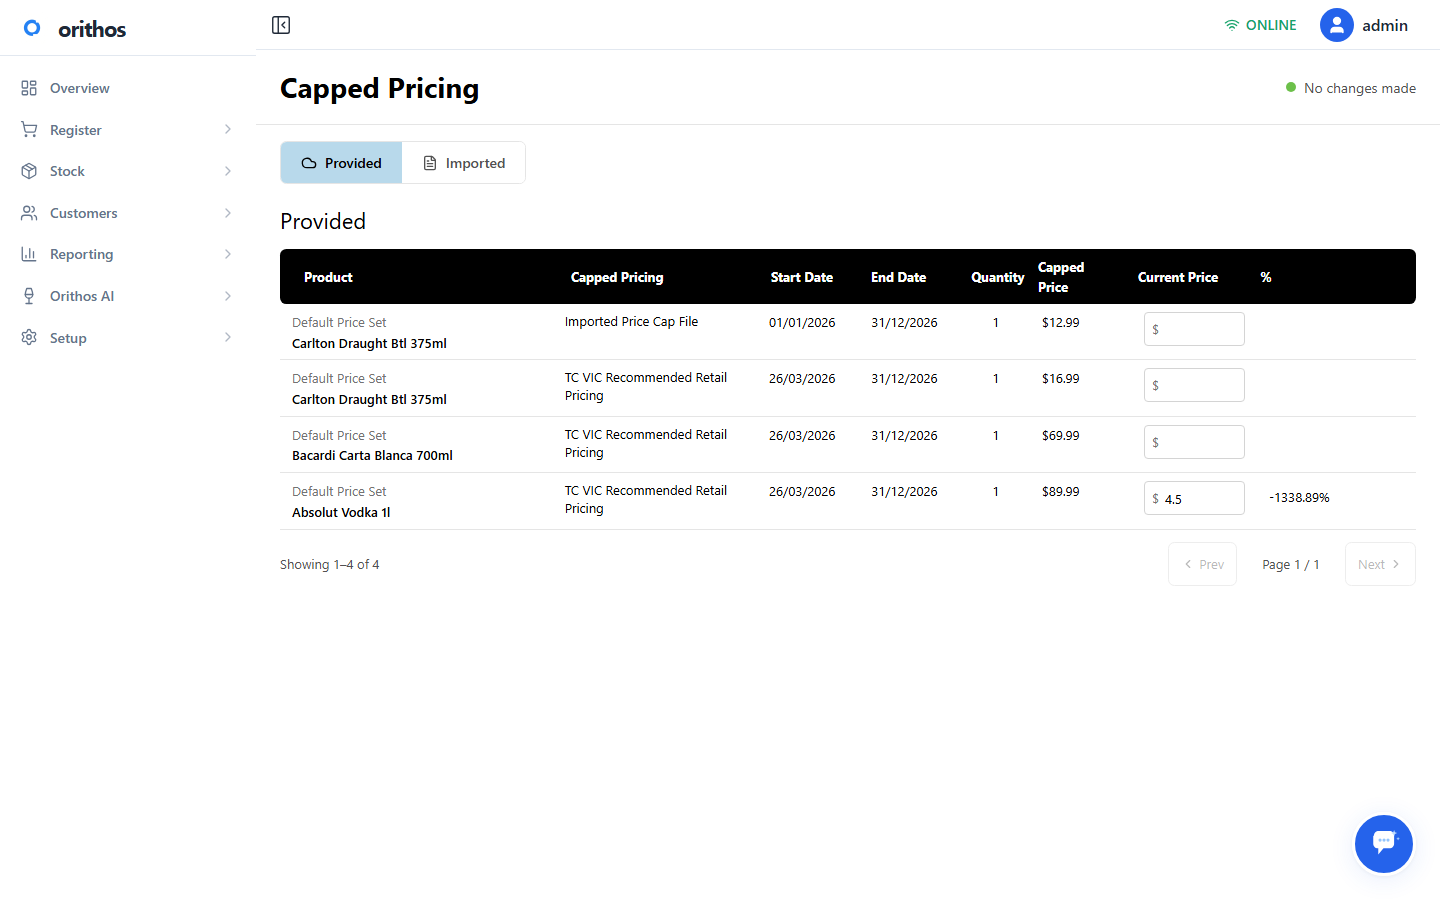 orithos
ONLINE
admin
Overview
Register
Stock
Customers
Reporting
Orithos AI
Setup
Capped Pricing
No changes made
Provided
Imported
Provided
Product Capped Pricing Start Date End Date Quantity Capped Price Current Price %
Default Price Set
Carlton Draught Btl 375ml
Imported Price Cap File 01/01/2026 31/12/2026 1 $12.99 $
Default Price Set
Carlton Draught Btl 375ml
TC VIC Recommended Retail
Pricing
26/03/2026 31/12/2026 1 $16.99 $
Default Price Set
Bacardi Carta Blanca 700ml
TC VIC Recommended Retail
Pricing
26/03/2026 31/12/2026 1 $69.99 $
Default Price Set
Absolut Vodka 1l
TC VIC Recommended Retail
Pricing
26/03/2026 31/12/2026 1 $89.99 $ 4.5 -1338.89%
Showing 1–4 of 4
Prev
Page 1 / 1
Next